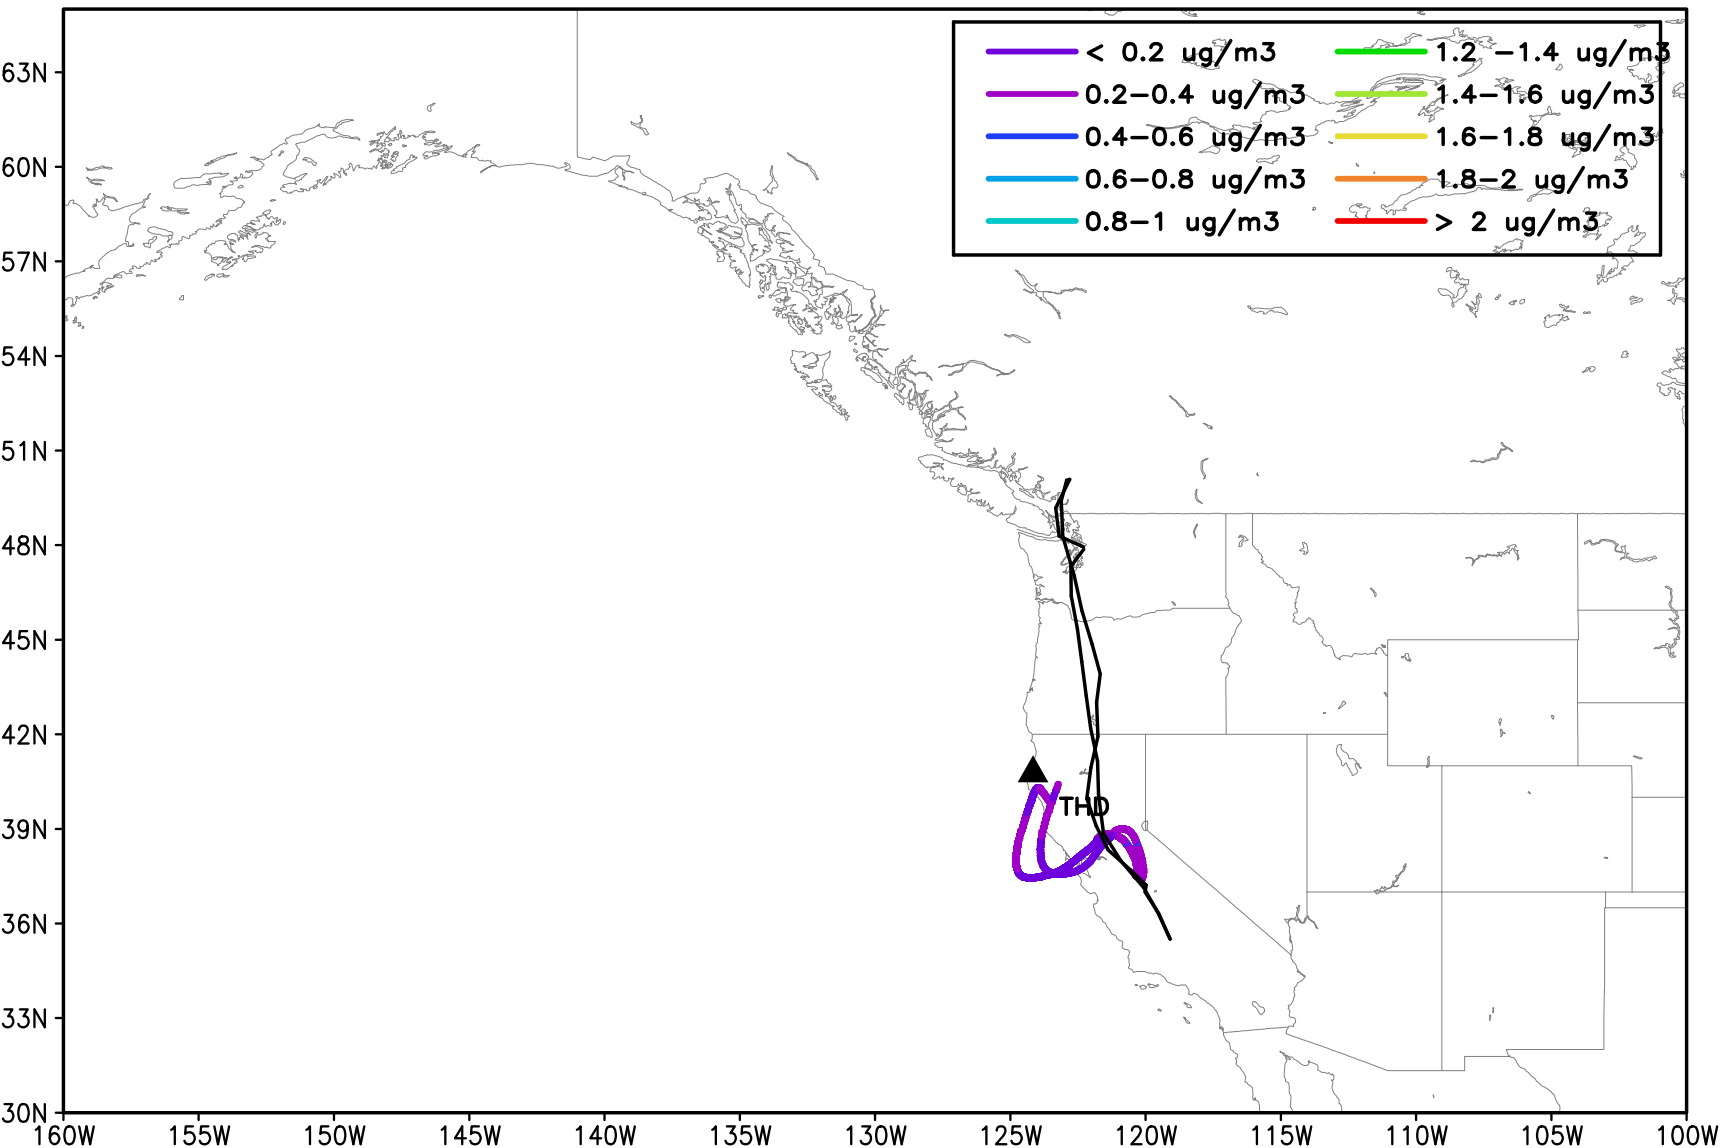 63N
60N
57N
54N
51N
48N
45N
42N
39N
36N
33N
30N
< 0.2 ug/m3
0.2-0.4 ug/m3
0.4-0.6 ug/m3
0.6-0.8 ug/m3
0.8-1 ug/m3
1.2 -1.4 ug/m3
1.4-1.6 ug/m3
1.6-1.8 ug/m3
1.8-2 ug/m3
> 2 ug/m3
THD
160W 155W 150W 145W 140W 135W 130W 125W 120W 115W 110W 105W 100W